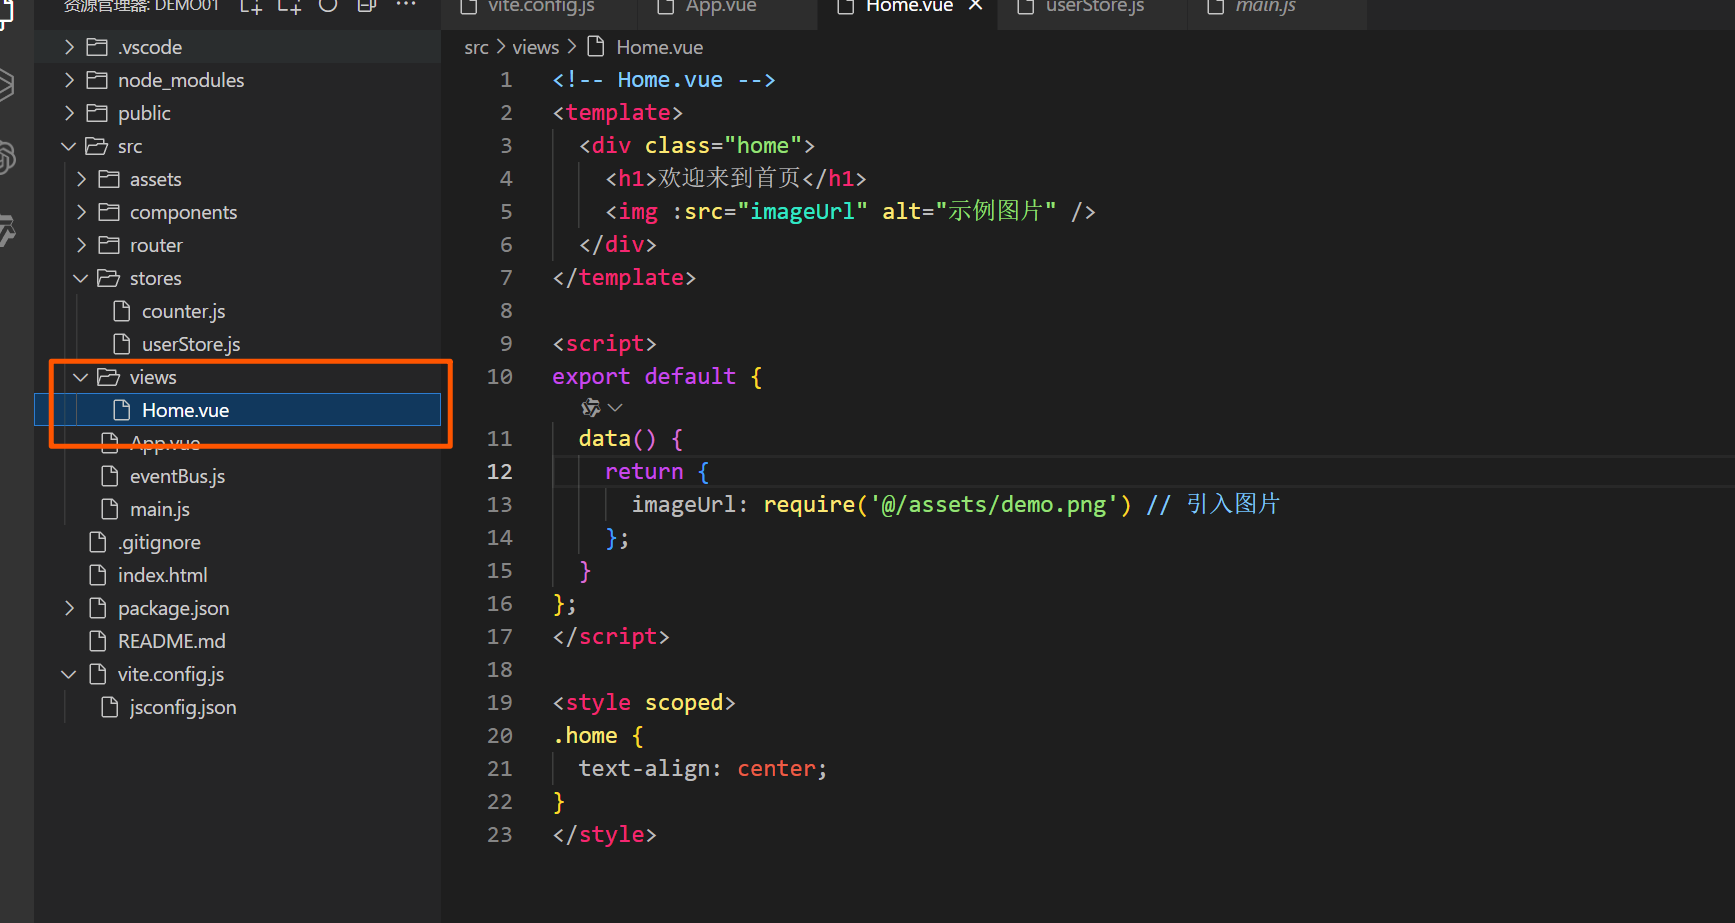 资源管理器: DEMO01
.vscode
node_modules
public
src
assets
components
router
stores
counter.js
userStore.js
views
Home.vue
App.vue
eventBus.js
main.js
.gitignore
index.html
package.json
README.md
vite.config.js
jsconfig.json
vite.config.js App.vue Home.vue userStore.js main.js
src > views > Home.vue
1 <!-- Home.vue -->
2 <template>
3 <div class="home">
4 <h1>欢迎来到首页</h1>
5 <img :src="imageUrl" alt="示例图片" />
6 </div>
7 </template>
8
9 <script>
10 export default {
11 data() {
12 return {
13 imageUrl: require('@/assets/demo.png') // 引入图片
14 };
15 }
16 };
17 </script>
18
19 <style scoped>
20 .home {
21 text-align: center;
22 }
23 </style>